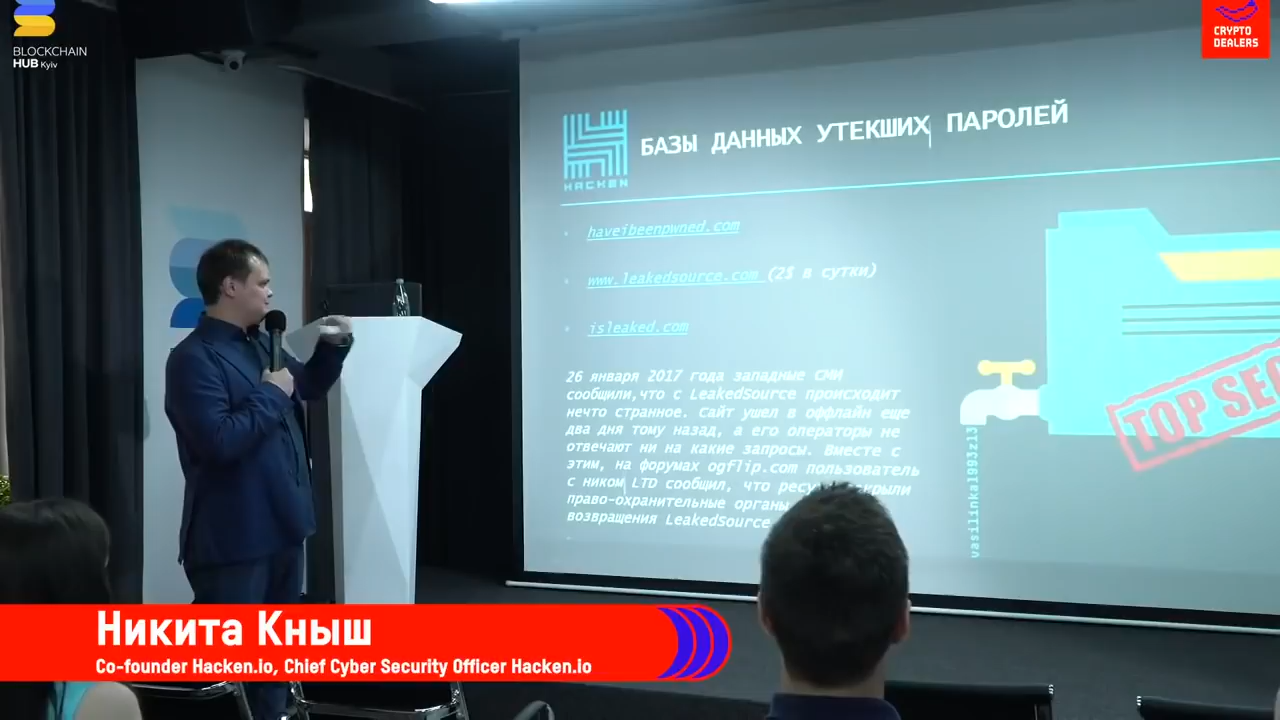 BLOCKCHAIN
HUB Kyiv
CRYPTO
DEALERS
HACKEN
БАЗЫ ДАННЫХ УТЕКШИХ ПАРОЛЕЙ
haveibeenpwned.com
www.leakedsource.com (2$ в сутки)
isleaked.com
26 января 2017 года западные СМИ
сообщили,что с LeakedSource происходит
нечто странное. Сайт ушел в оффлайн еще
два дня тому назад, а его операторы не
отвечают ни на какие запросы. Вместе с
этим, на форумах ogflip.com пользователь
с ником LTD сообщил, что
право-охранительные органы
возвращения LeakedSource
TOP SEC
vasilinka1993z13
Никита Кныш
Co-founder Hacken.io, Chief Cyber Security Officer Hacken.io